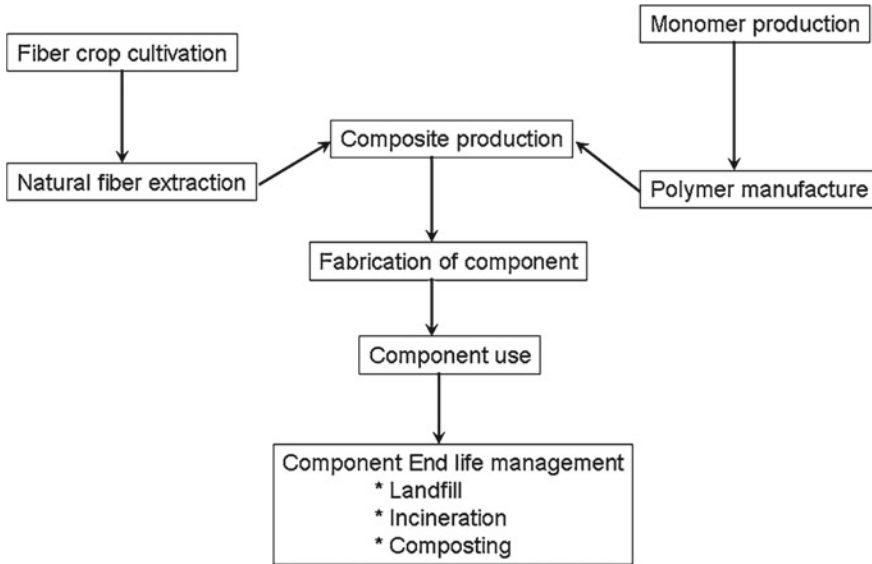 Fiber crop cultivation
Monomer production
Composite production
Natural fiber extraction
Polymer manufacture
Fabrication of component
Component use
Component End life management
* Landfill
* Incineration
* Composting